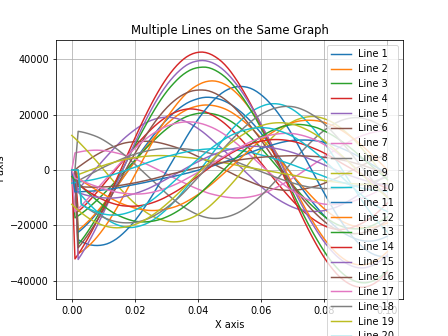 Multiple Lines on the Same Graph
40000
20000
0
−20000
−40000
0.00
0.02
0.04
0.06
X axis
Line 1
Line 2
Line 3
Line 4
Line 5
Line 6
Line 7
Line 8
Line 9
Line 10
Line 11
Line 12
Line 13
Line 14
Line 15
Line 16
Line 17
Line 18
Line 19
Line 20